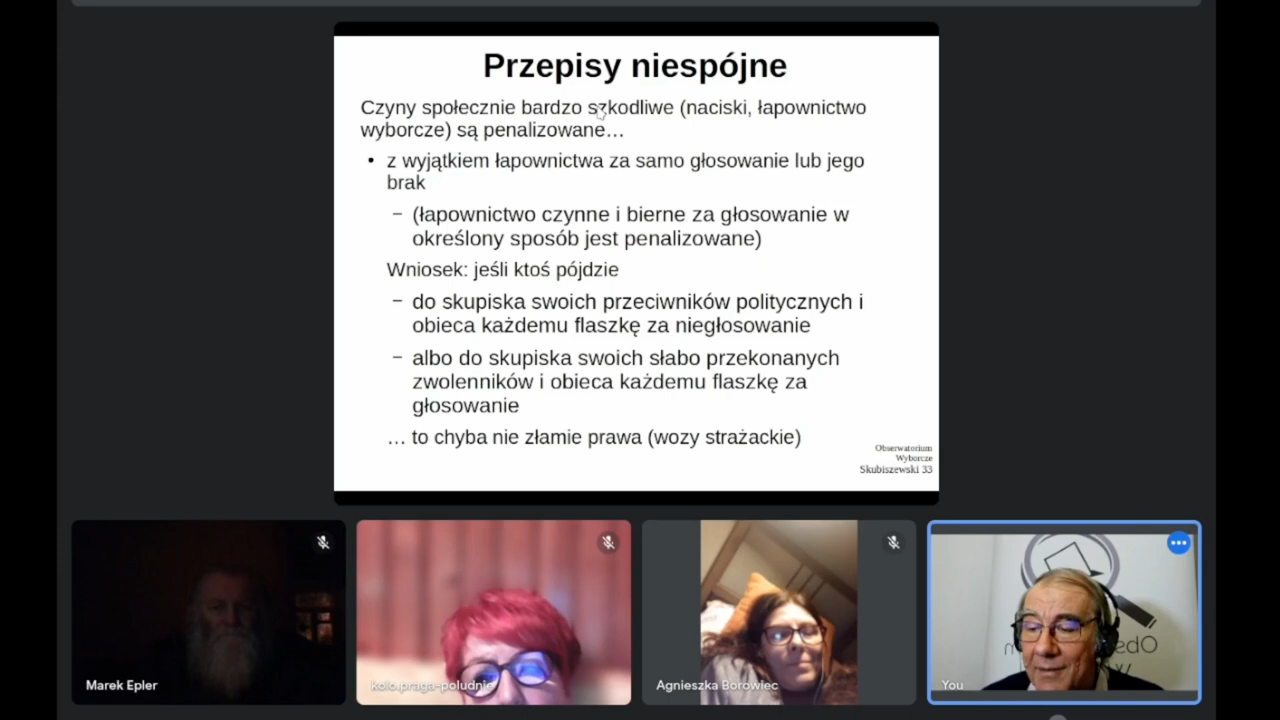 Przepisy niespójne
Czyny społecznie bardzo szkodliwe (naciski, łapownictwo
wyborcze) są penalizowane…
• z wyjątkiem łapownictwa za samo głosowanie lub jego
brak
– (łapownictwo czynne i bierne za głosowanie w
określony sposób jest penalizowane)
Wniosek: jeśli ktoś pójdzie
– do skupiska swoich przeciwników politycznych i
obieca każdemu flaszkę za niegłosowanie
– albo do skupiska swoich słabo przekonanych
zwolenników i obieca każdemu flaszkę za
głosowanie
… to chyba nie złamie prawa (wozy strażackie)
Obserwatorium
Wyborcze
Skubiszewski 33
Marek Epler
kolo.praga-poludnie
Agnieszka Borowiec
You